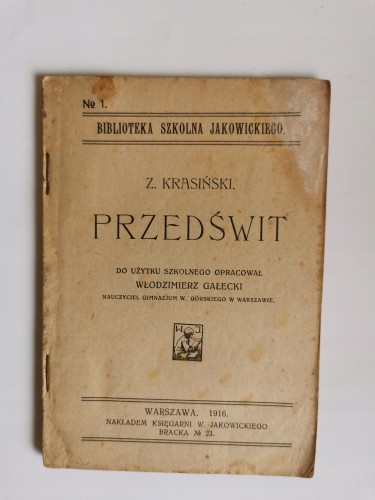 № 1.
BIBLIOTEKA SZKOLNA JAKOWICKIEGO.
Z. KRASIŃSKI.
PRZEDŚWIT
DO UŻYTKU SZKOLNEGO OPRACOWAŁ
WŁODZIMIERZ GAŁECKI
NAUCZYCIEL GIMNAZJUM W. GÓRSKIEGO W WARSZAWIE.
W J
WARSZAWA. 1916.
NAKŁADEM KSIĘGARNI W. JAKOWICKIEGO
BRACKA № 23.